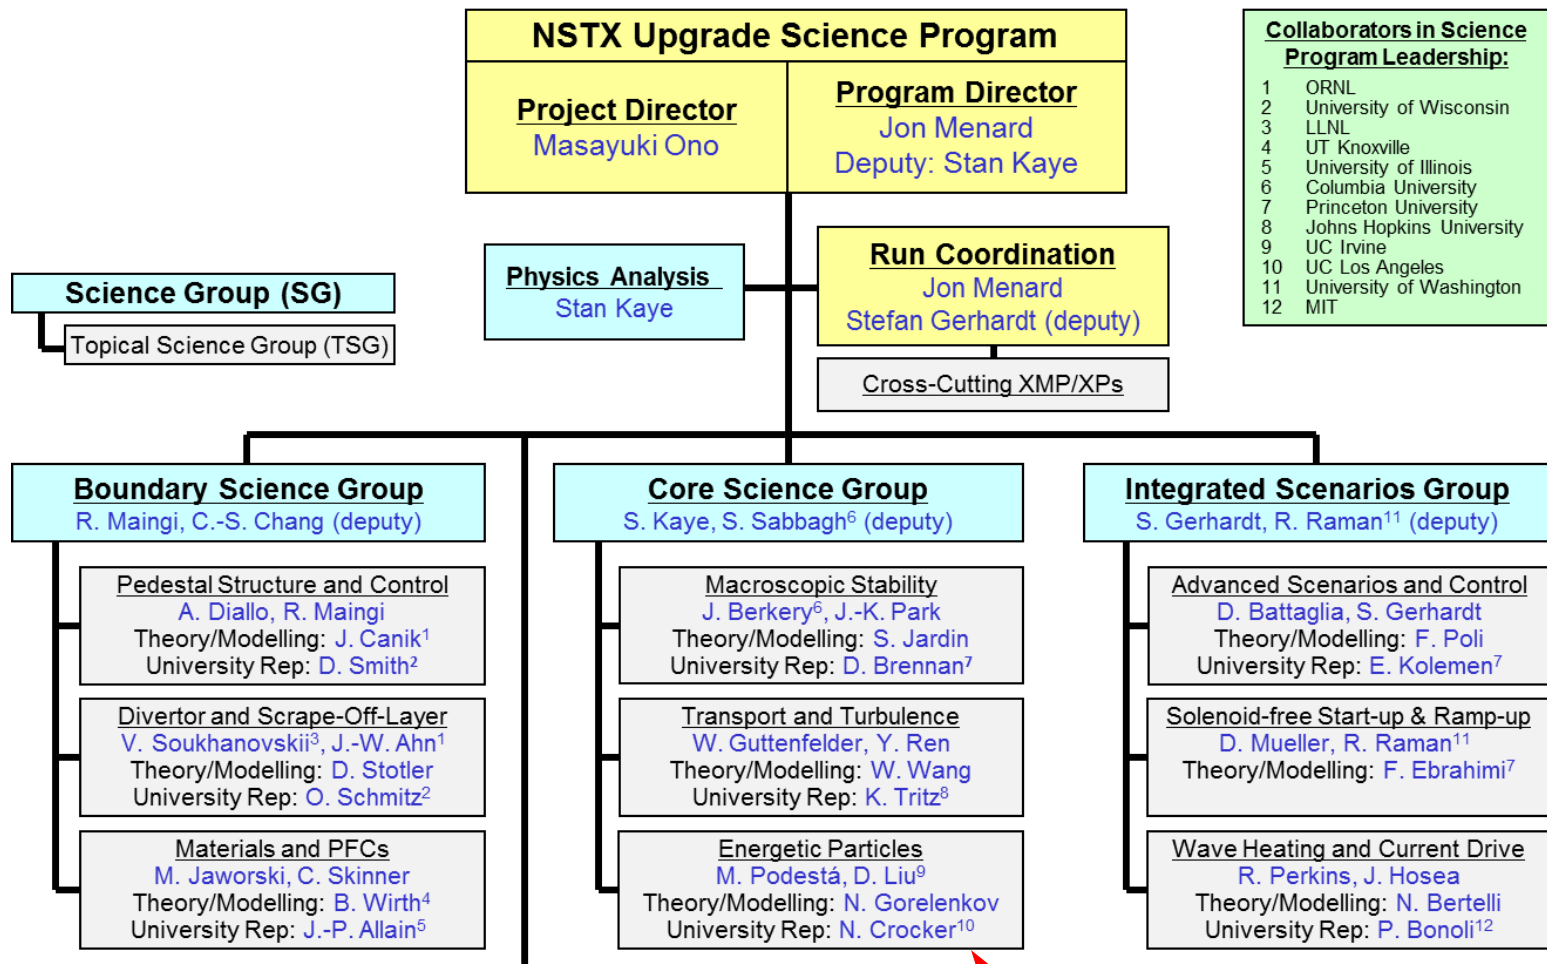 NSTX Upgrade Science Program
Project Director
Masayuki Ono
Program Director
Jon Menard
Deputy: Stan Kaye
Collaborators in Science
Program Leadership:
1 ORNL
2 University of Wisconsin
3 LLNL
4 UT Knoxville
5 University of Illinois
6 Columbia University
7 Princeton University
8 Johns Hopkins University
9 UC Irvine
10 UC Los Angeles
11 University of Washington
12 MIT
Physics Analysis
Stan Kaye
Run Coordination
Jon Menard
Stefan Gerhardt (deputy)
Cross-Cutting XMP/XPs
Science Group (SG)
Topical Science Group (TSG)
Boundary Science Group
R. Maingi, C.-S. Chang (deputy)
Pedestal Structure and Control
A. Diallo, R. Maingi
Theory/Modelling: J. Canik¹
University Rep: D. Smith²
Divertor and Scrape-Off-Layer
V. Soukhanovskii³, J.-W. Ahn¹
Theory/Modelling: D. Stotler
University Rep: O. Schmitz²
Materials and PFCs
M. Jaworski, C. Skinner
Theory/Modelling: B. Wirth⁴
University Rep: J.-P. Allain⁵
Core Science Group
S. Kaye, S. Sabbagh⁶ (deputy)
Macroscopic Stability
J. Berkery⁶, J.-K. Park
Theory/Modelling: S. Jardin
University Rep: D. Brennan⁷
Transport and Turbulence
W. Guttenfelder, Y. Ren
Theory/Modelling: W. Wang
University Rep: K. Tritz⁸
Energetic Particles
M. Podestá, D. Liu⁹
Theory/Modelling: N. Gorelenkov
University Rep: N. Crocker¹⁰
Integrated Scenarios Group
S. Gerhardt, R. Raman¹¹ (deputy)
Advanced Scenarios and Control
D. Battaglia, S. Gerhardt
Theory/Modelling: F. Poli
University Rep: E. Kolemen⁷
Solenoid-free Start-up & Ramp-up
D. Mueller, R. Raman¹¹
Theory/Modelling: F. Ebrahimi⁷
Wave Heating and Current Drive
R. Perkins, J. Hosea
Theory/Modelling: N. Bertelli
University Rep: P. Bonoli¹²